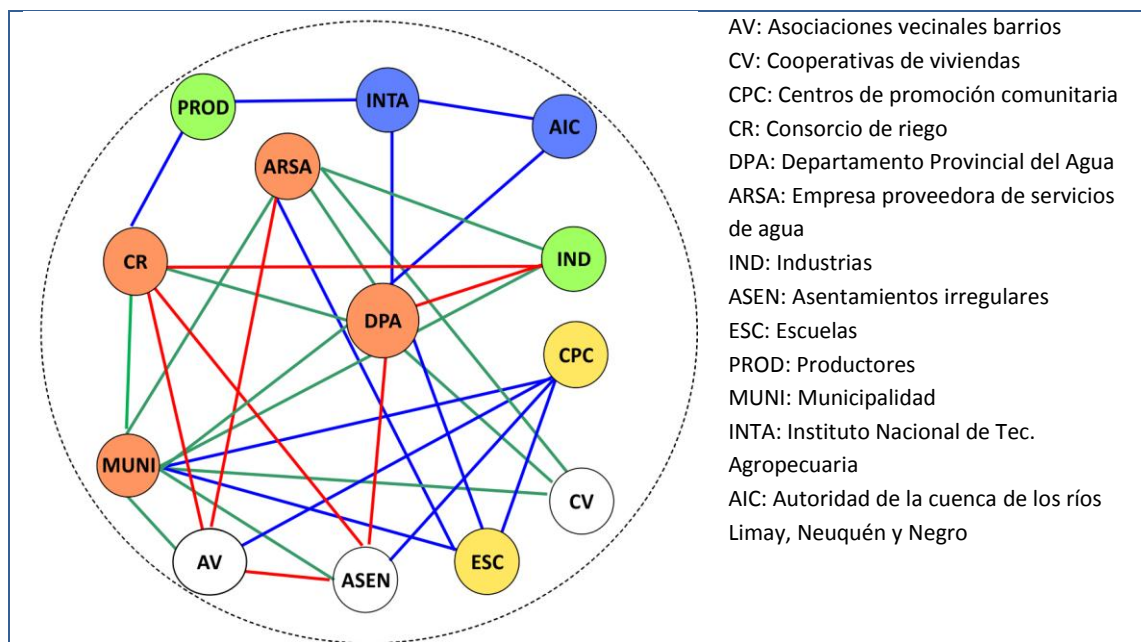 PROD
INTA
AIC
ARSA
CR
IND
DPA
CPC
MUNI
CV
AV
ASEN
ESC
AV: Asociaciones vecinales barrios
CV: Cooperativas de viviendas
CPC: Centros de promoción comunitaria
CR: Consorcio de riego
DPA: Departamento Provincial del Agua
ARSA: Empresa proveedora de servicios
de agua
IND: Industrias
ASEN: Asentamientos irregulares
ESC: Escuelas
PROD: Productores
MUNI: Municipalidad
INTA: Instituto Nacional de Tec.
Agropecuaria
AIC: Autoridad de la cuenca de los ríos
Limay, Neuquén y Negro